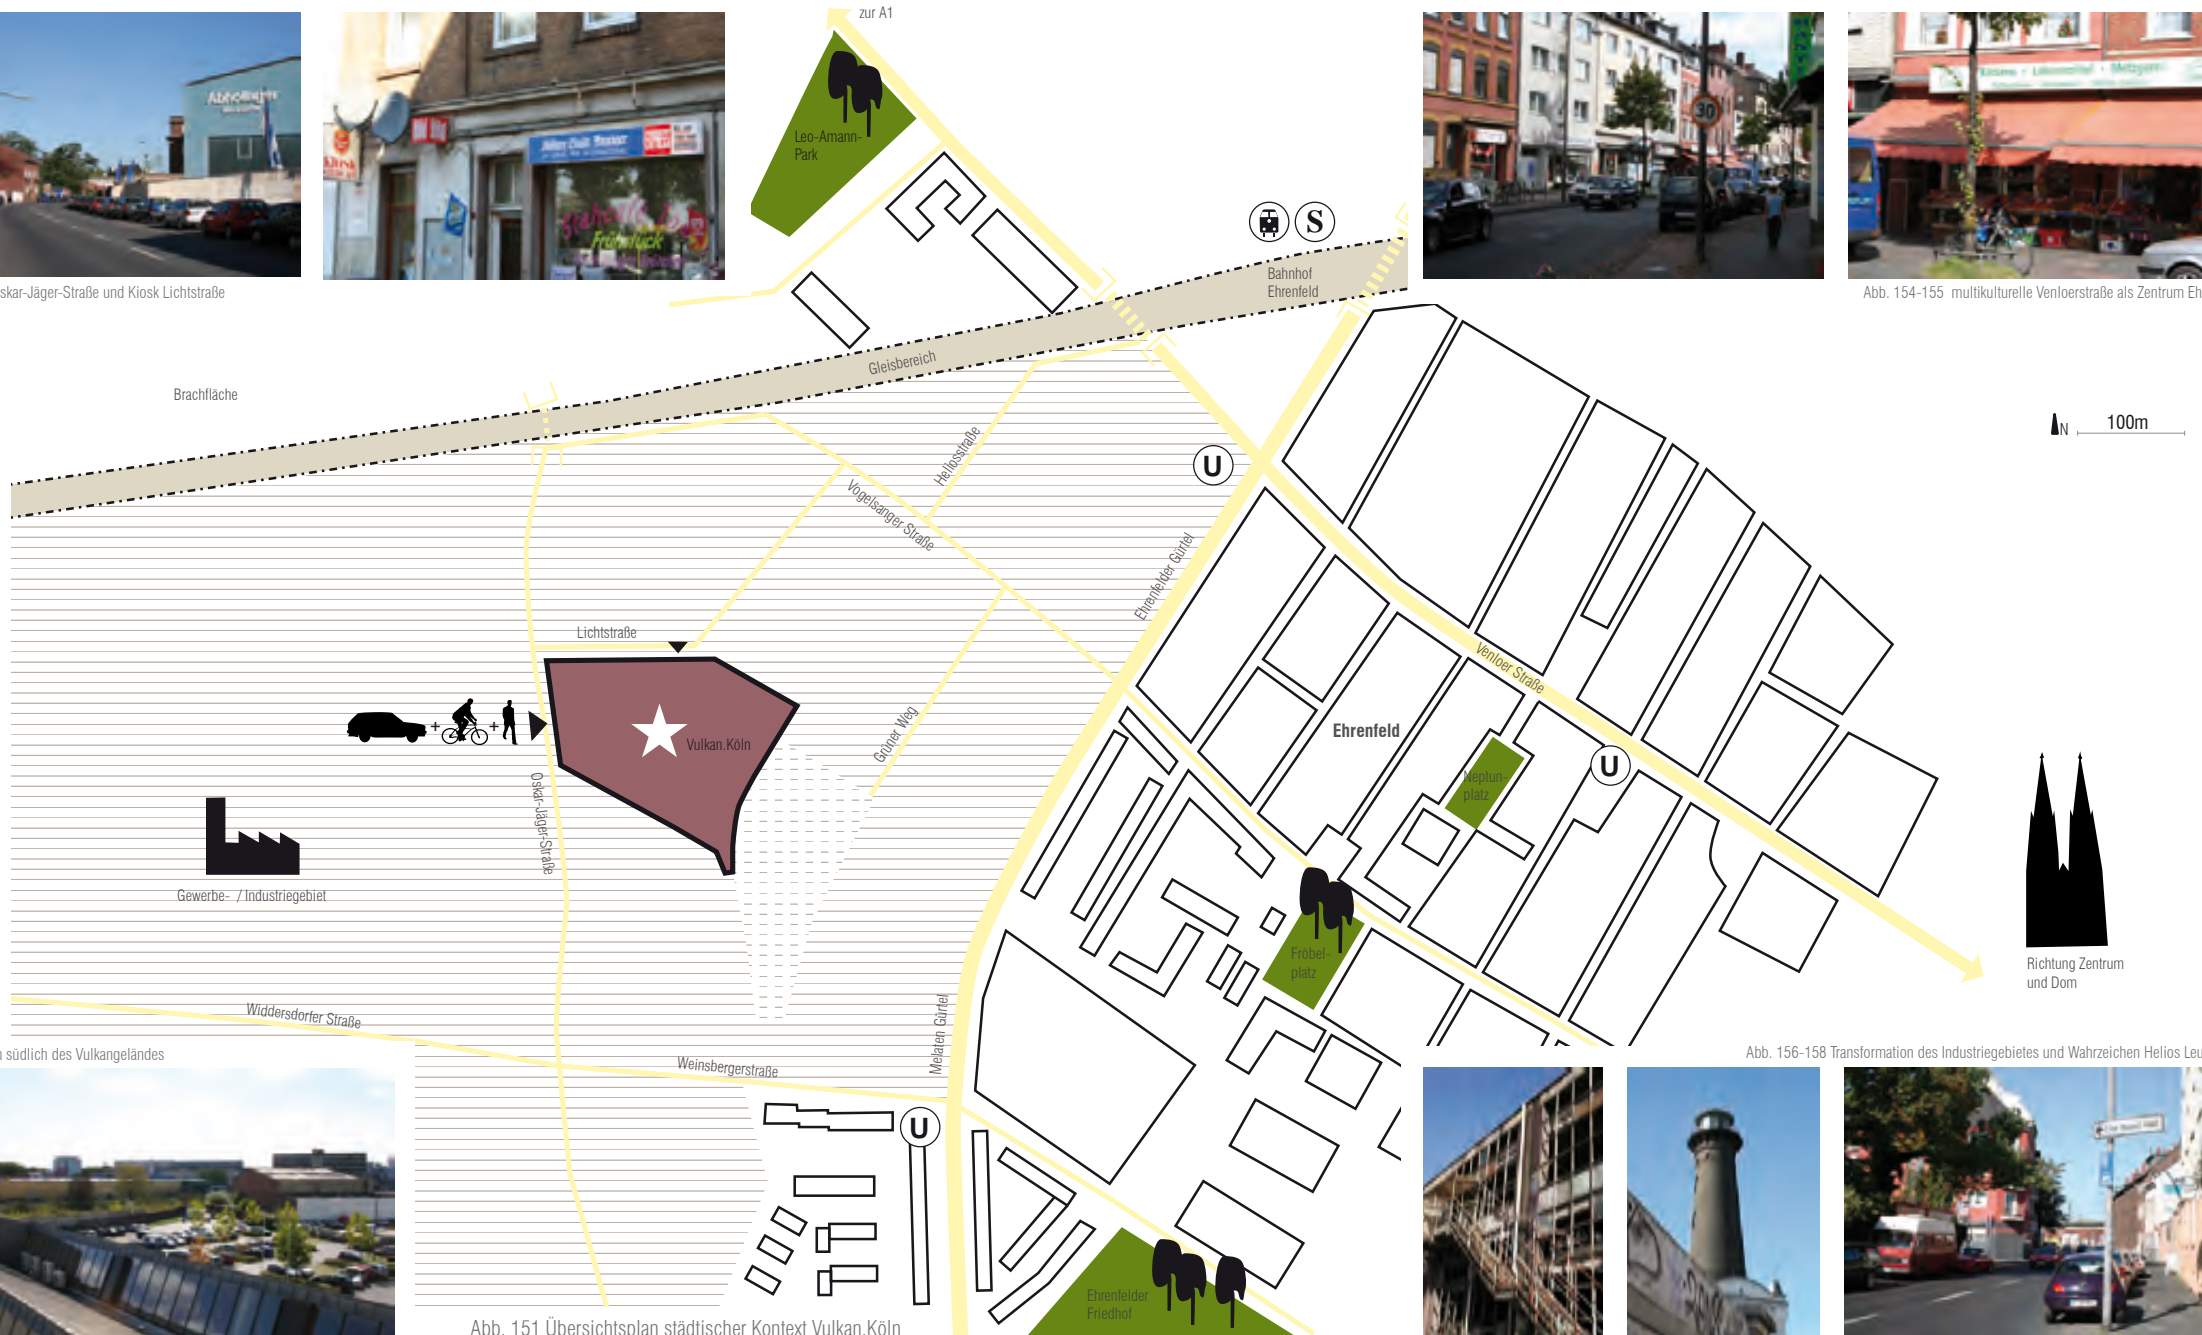 zur A1
Abhollager
Kiosk
Frühstück
Leo-Amann-
Park
30
S
Bahnhof
Ehrenfeld
skar-Jäger-Straße und Kiosk Lichtstraße
Abb. 154-155 multikulturelle Venloerstraße als Zentrum Eh
Gleisbereich
Brachfläche
N
100m
Heliosstraße
U
Vogelsanger Straße
Ehrenfelder Gürtel
Lichtstraße
Venloer Straße
Vulkan.Köln
+
+
Grüner Weg
Ehrenfeld
Neptun-
platz
U
Oskar-Jäger-Straße
Gewerbe- / Industriegebiet
Fröbel-
platz
Richtung Zentrum
und Dom
Widdersdorfer Straße
Melaten Gürtel
n südlich des Vulkangeländes
Abb. 156-158 Transformation des Industriegebietes und Wahrzeichen Helios Leu
Weinsbergerstraße
U
Ehrenfelder
Friedhof
Abb. 151 Übersichtsplan städtischer Kontext Vulkan.Köln